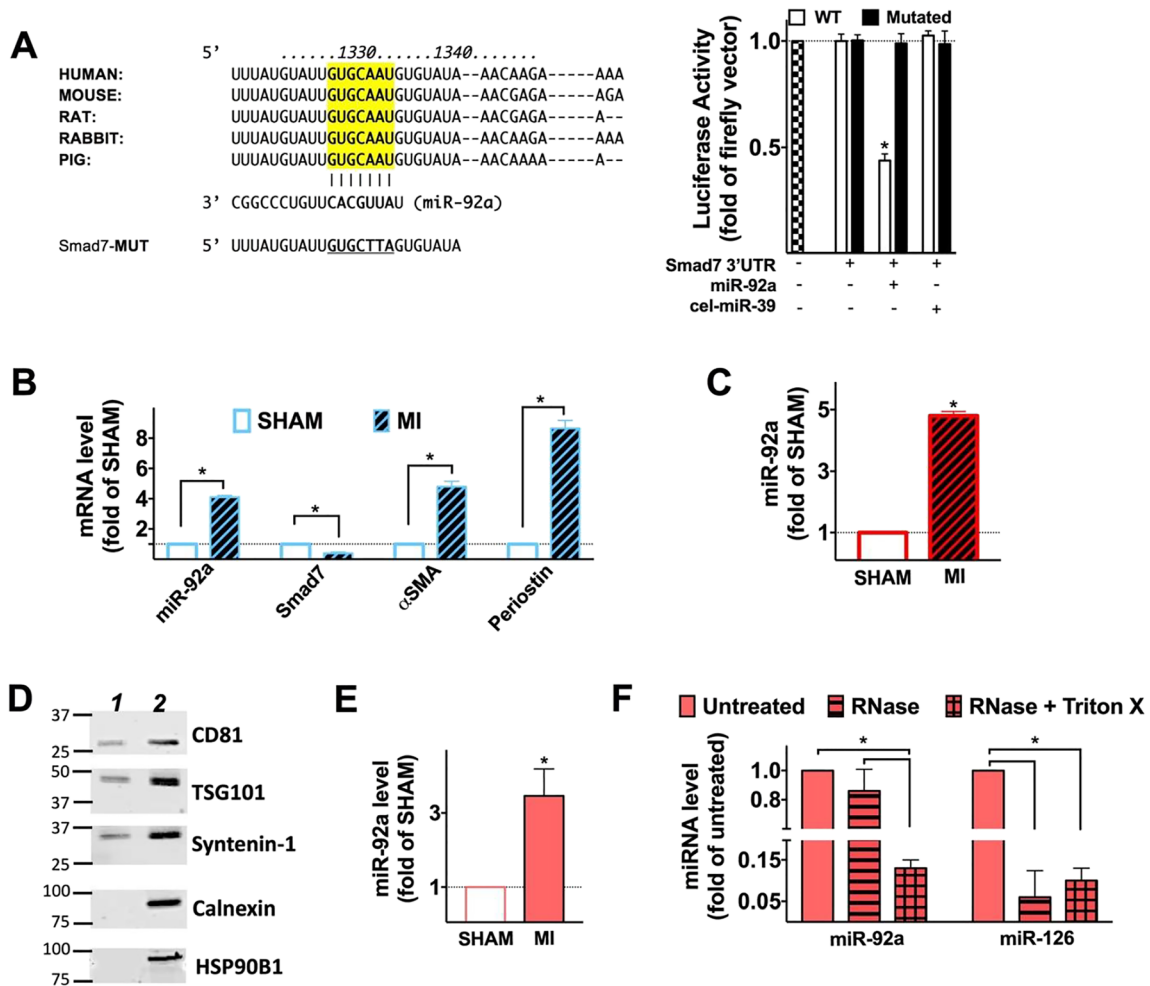 A
5’ ......1330......1340.......
HUMAN: UUUAUGUAUUGUGCAAUGUGUAUA--AACAAGA-----AAA
MOUSE: UUUAUGUAUUGUGCAAUGUGUAUA--AACGAGA-----AGA
RAT: UUUAUGUAUUGUGCAAUGUGUAUA--AACGAGA-----A--
RABBIT: UUUAUGUAUUGUGCAAUGUGUAUA--AACAAGA-----AAA
PIG: UUUAUGUAUUGUGCAAUGUGUAUA--AACAAAA-----A--
3’ CGGCCCUGUUCACGUUAU (miR-92a)
Smad7-MUT 5’ UUUAUGUAUUGUGCTTAGUGUAUA
WT Mutated
Luciferase Activity
(fold of firefly vector)
1.0
0.5
*
Smad7 3’UTR - + + +
miR-92a - - + -
cel-miR-39 - - - +
B
SHAM MI
mRNA level
(fold of SHAM)
8
6
4
2
* * * *
miR-92a Smad7 αSMA Periostin
C
miR-92a
(fold of SHAM)
5
3
1
*
SHAM MI
D
1 2
37
25
CD81
50
37
TSG101
37
25
Syntenin-1
100
75
Calnexin
100
75
HSP90B1
E
miR-92a level
(fold of SHAM)
3
1
*
SHAM MI
F
Untreated RNase RNase + Triton X
miRNA level
(fold of untreated)
1.0
0.8
0.15
0.05
* *
miR-92a miR-126